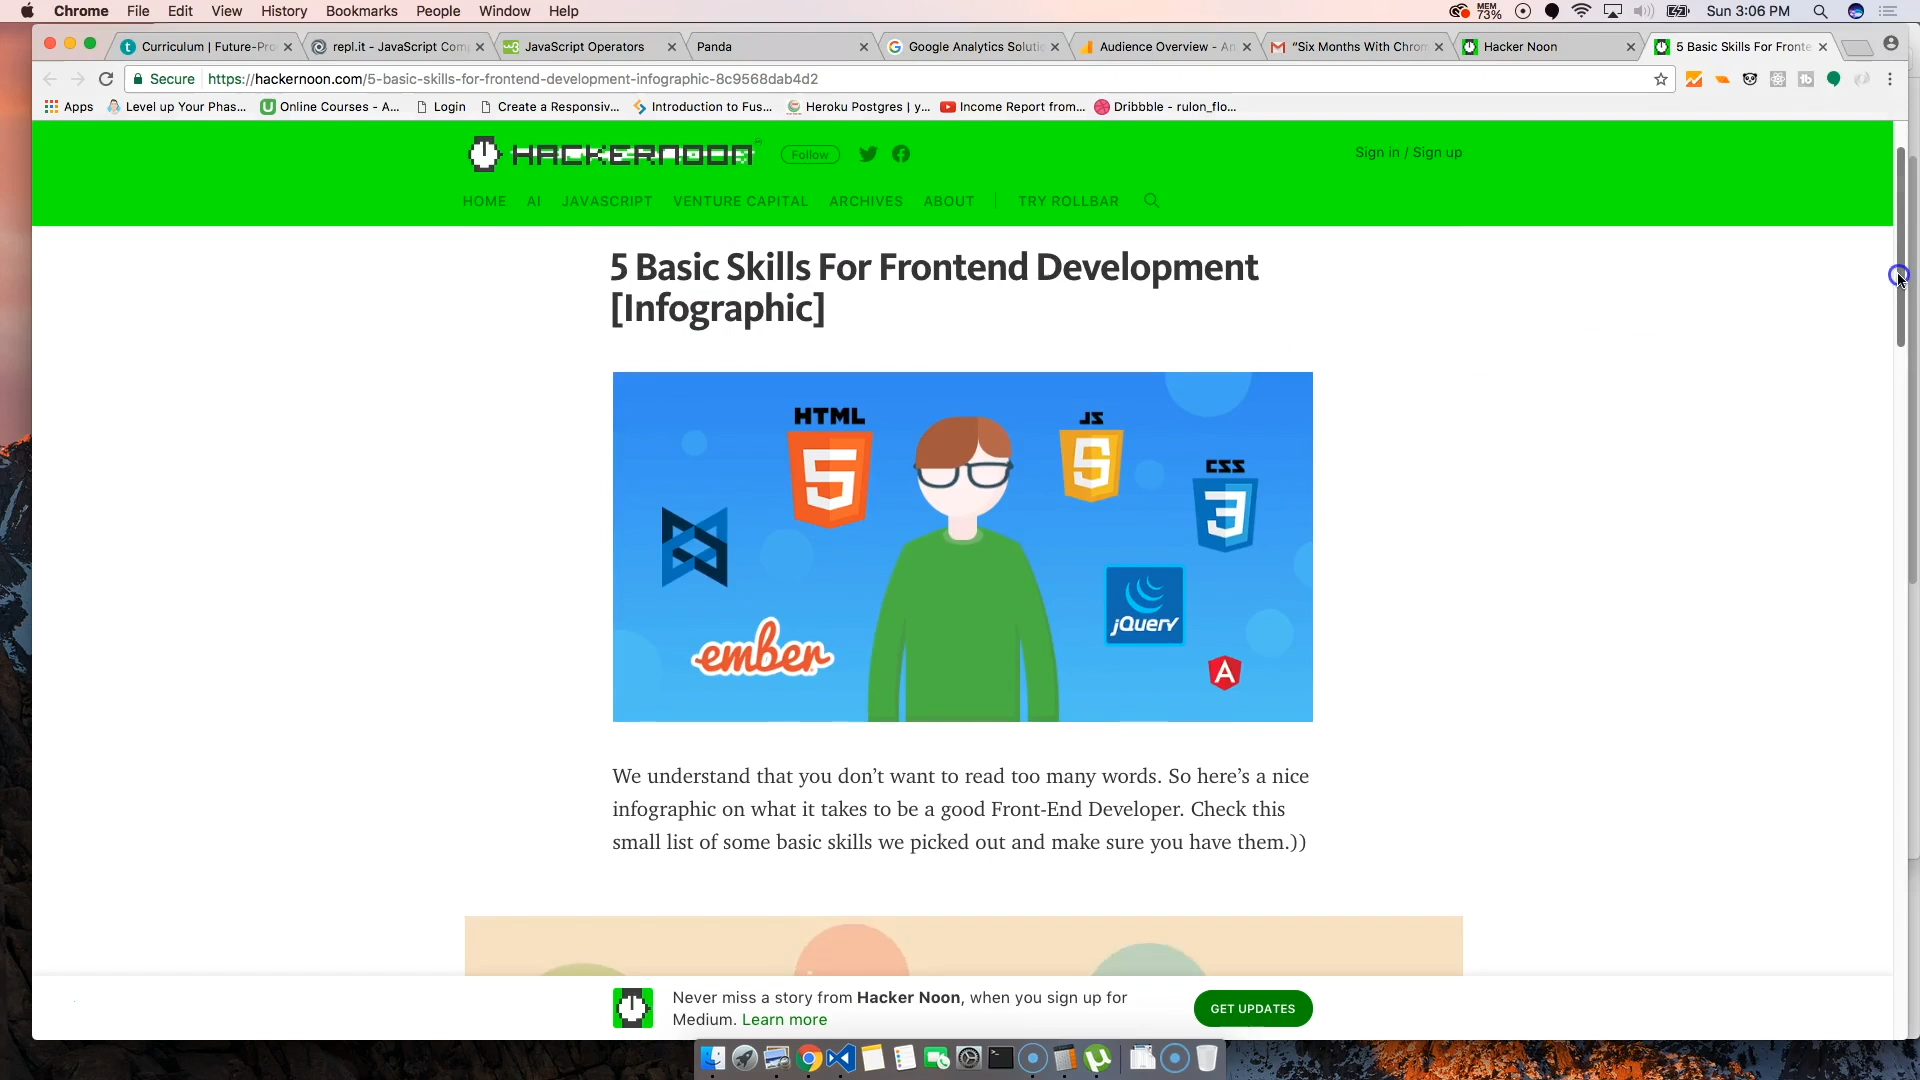 Chrome File Edit View History Bookmarks People Window Help MEM 73% Sun 3:06 PM
Curriculum | Future-Pro repl.it - JavaScript Com JavaScript Operators Panda Google Analytics Soluti Audience Overview - An "Six Months With Chrom Hacker Noon 5 Basic Skills For Fronte
Secure https://hackernoon.com/5-basic-skills-for-frontend-development-infographic-8c9568dab4d2
Apps Level up Your Phas... Online Courses - A... Login Create a Responsiv... Introduction to Fus... Heroku Postgres | y... Income Report from... Dribbble - rulon_flo...
HACKERNOON Follow Sign in / Sign up
HOME AI JAVASCRIPT VENTURE CAPITAL ARCHIVES ABOUT TRY ROLLBAR
5 Basic Skills For Frontend Development
[Infographic]
HTML
5
JS
5
CSS
3
jQuery
ember
A
We understand that you don’t want to read too many words. So here’s a nice
infographic on what it takes to be a good Front-End Developer. Check this
small list of some basic skills we picked out and make sure you have them.))
Never miss a story from Hacker Noon, when you sign up for
Medium. Learn more
GET UPDATES